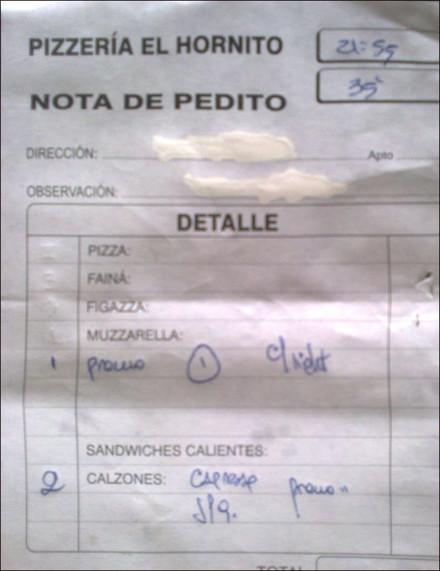 PIZZERÍA EL HORNITO 21:55
35'
NOTA DE PEDITO
DIRECCIÓN: Apto
OBSERVACIÓN:
DETALLE
PIZZA:
FAINÁ:
FIGAZZA:
MUZZARELLA:
1 promo 1 c/light
SANDWICHES CALIENTES:
2 CALZONES: CAPRESE promo
TOTAL